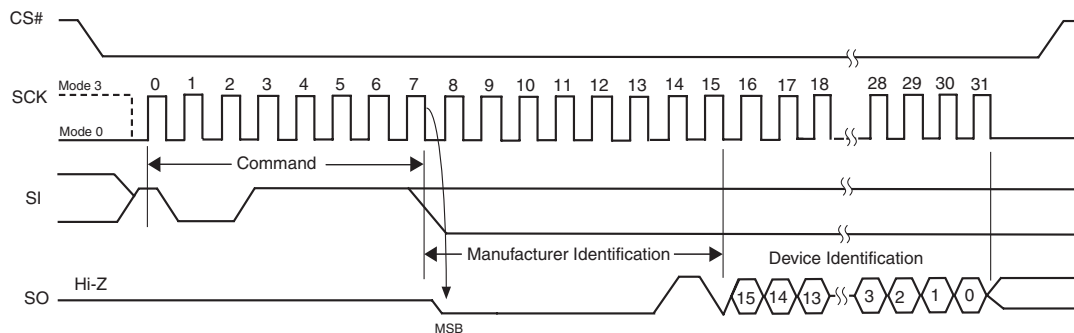 CS#
Mode 3
SCK
Mode 0
0 1 2 3 4 5 6 7 8 9 10 11 12 13 14 15 16 17 18 28 29 30 31
Command
SI
Manufacturer Identification
Device Identification
Hi-Z
SO
15 14 13 3 2 1 0
MSB